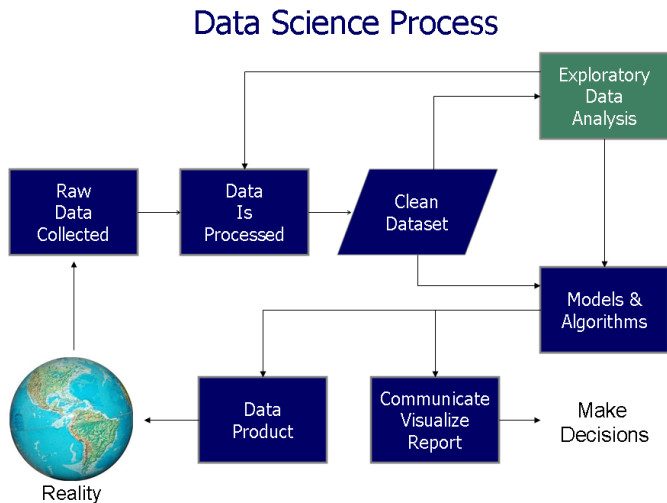 Data Science Process
Exploratory
Data
Analysis
Raw
Data
Collected
Data
Is
Processed
Clean
Dataset
Models &
Algorithms
Data
Product
Communicate
Visualize
Report
Make
Decisions
Reality